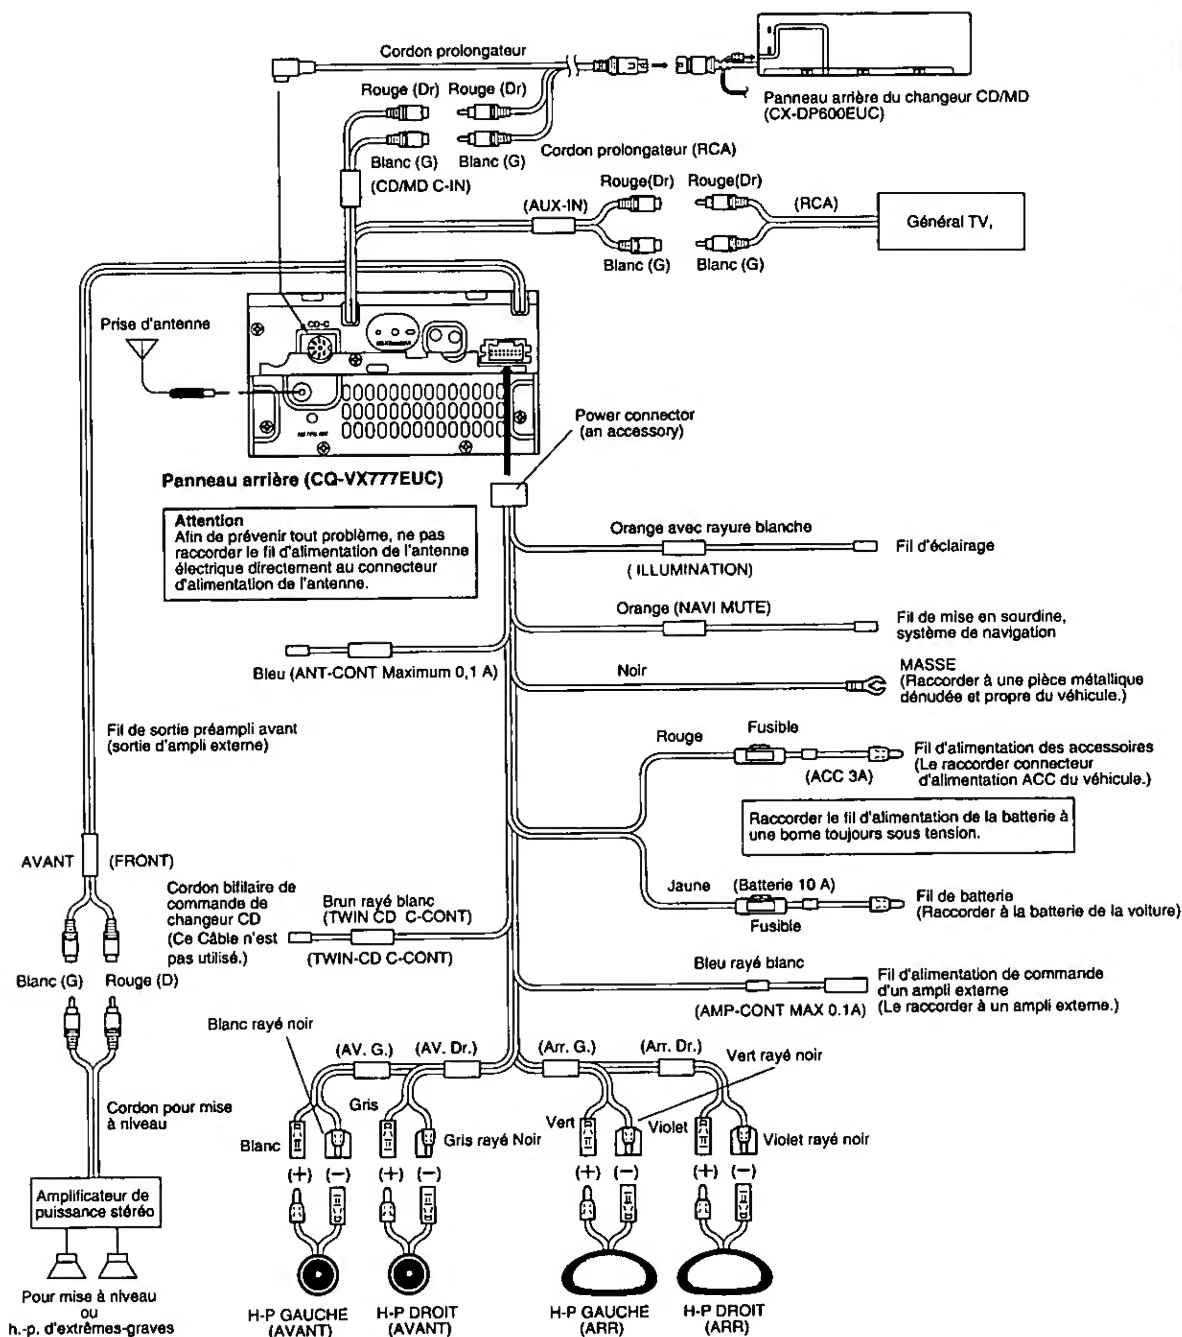 Cordon prolongateur
Rouge (Dr)
Rouge (Dr)
Panneau arrière du changeur CD/MD
(CX-DP600EUC)
Blanc (G)
Blanc (G)
Cordon prolongateur (RCA)
(CD/MD C-IN)
Rouge(Dr)
Rouge(Dr)
(AUX-IN)
(RCA)
Général TV,
Blanc (G)
Blanc (G)
Prise d'antenne
CD-C
Power connector
(an accessory)
Panneau arrière (CQ-VX777EUC)
Attention
Afin de prévenir tout problème, ne pas
raccorder le fil d'alimentation de l'antenne
électrique directement au connecteur
d'alimentation de l'antenne.
Orange avec rayure blanche
Fil d'éclairage
( ILLUMINATION)
Orange (NAVI MUTE)
Fil de mise en sourdine,
système de navigation
Bleu (ANT-CONT Maximum 0,1 A)
Noir
MASSE
(Raccorder à une pièce métallique
dénudée et propre du véhicule.)
Fil de sortie préampli avant
(sortie d'ampli externe)
Rouge
Fusible
(ACC 3A)
Fil d'alimentation des accessoires
(Le raccorder connecteur
d'alimentation ACC du véhicule.)
Raccorder le fil d'alimentation de la batterie à
une borne toujours sous tension.
AVANT
(FRONT)
Cordon bifilaire de
commande de
changeur CD
(Ce Câble n'est
pas utilisé.)
Brun rayé blanc
(TWIN CD C-CONT)
(TWIN-CD C-CONT)
Jaune
(Batterie 10 A)
Fusible
Fil de batterie
(Raccorder à la batterie de la voiture)
Blanc (G)
Rouge (D)
Bleu rayé blanc
(AMP-CONT MAX 0.1A)
Fil d'alimentation de commande
d'un ampli externe
(Le raccorder à un ampli externe.)
Blanc rayé noir
(AV. G.)
(AV. Dr.)
(Arr. G.)
(Arr. Dr.)
Vert rayé noir
Cordon pour mise
à niveau
Gris
Blanc
Gris rayé Noir
Vert
Violet
Violet rayé noir
(+)
(−)
(+)
(−)
(+)
(−)
(+)
(−)
Amplificateur de
puissance stéréo
Pour mise à niveau
ou
h.-p. d'extrêmes-graves
H-P GAUCHE
(AVANT)
H-P DROIT
(AVANT)
H-P GAUCHE
(ARR)
H-P DROIT
(ARR)